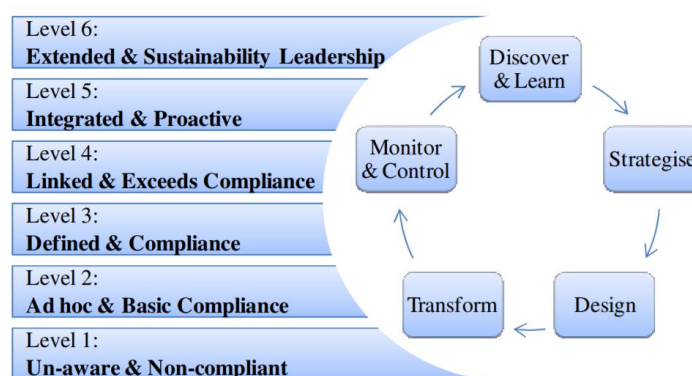 Level 6:
Extended & Sustainability Leadership
Level 5:
Integrated & Proactive
Level 4:
Linked & Exceeds Compliance
Level 3:
Defined & Compliance
Level 2:
Ad hoc & Basic Compliance
Level 1:
Un-aware & Non-compliant
Discover
& Learn
Strategise
Design
Transform
Monitor
& Control